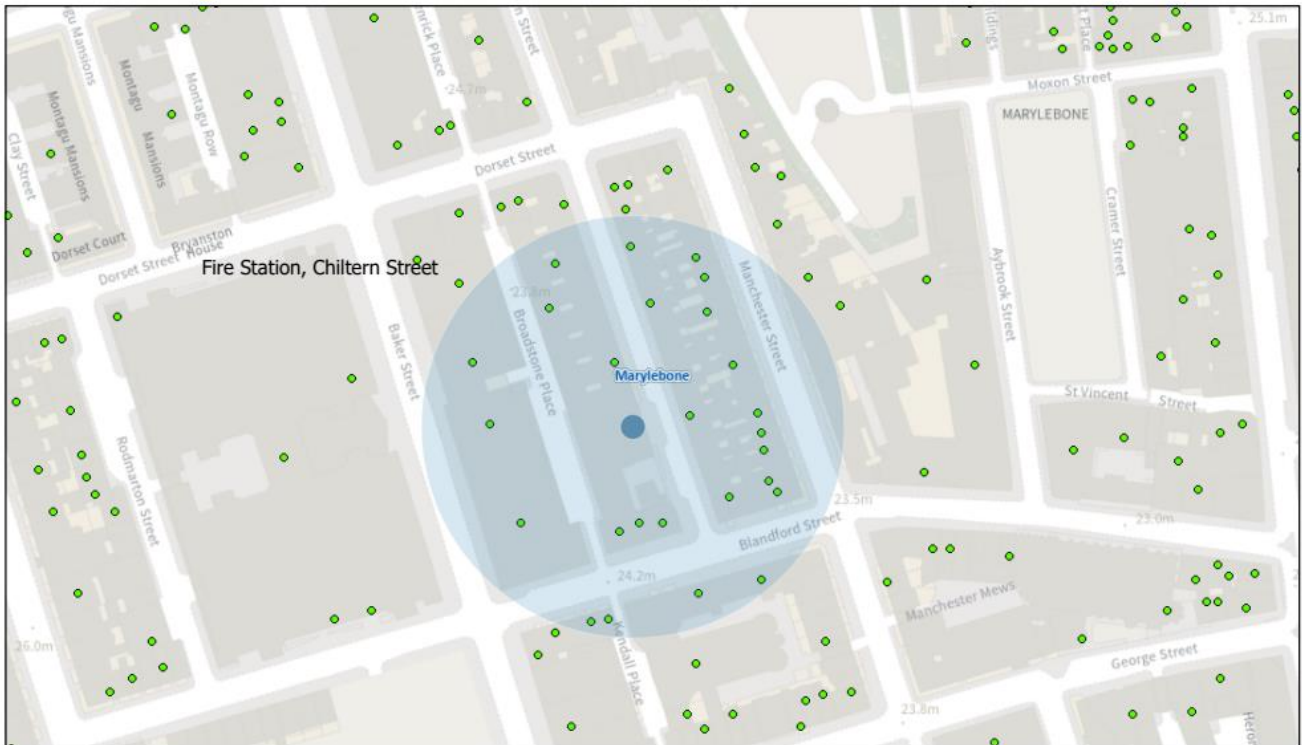 25.1m
Moxon Street
MARYLEBONE
24.7m
Montagu Mansions
Montagu
Mansions
Montagu Row
Clay Street
Dorset Street
Cramer Street
Aybrook Street
Dorset Court
Bryanston
House
Dorset Street
Fire Station, Chiltern Street
23.8m
Manchester Street
Baker Street
Broadstone Place
Marylebone
St Vincent
Street
Rodmarton Street
23.5m
23.0m
Blandford Street
24.2m
Manchester Mews
26.0m
Kendall Place
George Street
23.8m